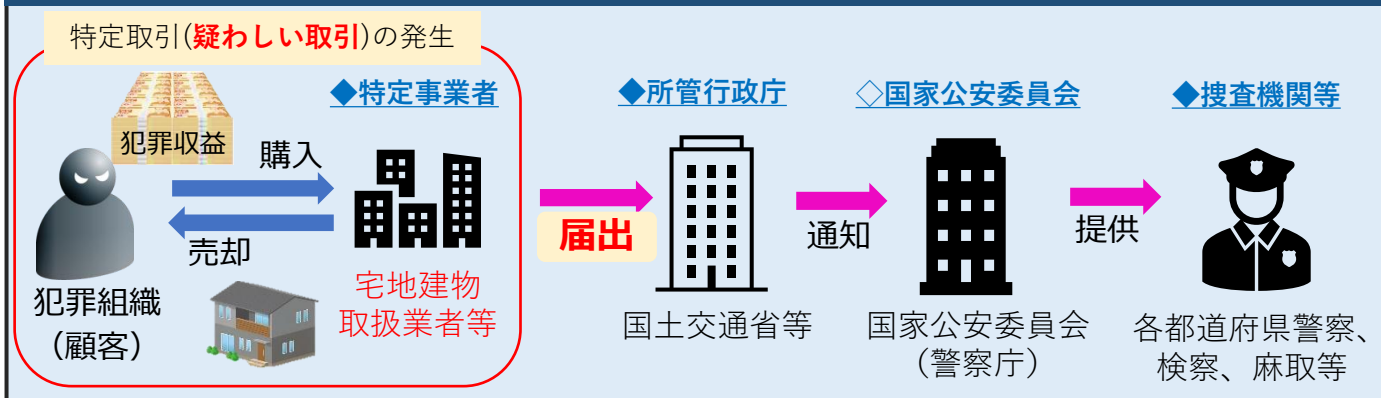 特定取引(疑わしい取引)の発生
犯罪収益
購入
売却
犯罪組織
（顧客）
◆特定事業者
宅地建物
取扱業者等
届出
◆所管行政庁
国土交通省等
通知
◇国家公安委員会
国家公安委員会
（警察庁）
提供
◆捜査機関等
各都道府県警察、
検察、麻取等